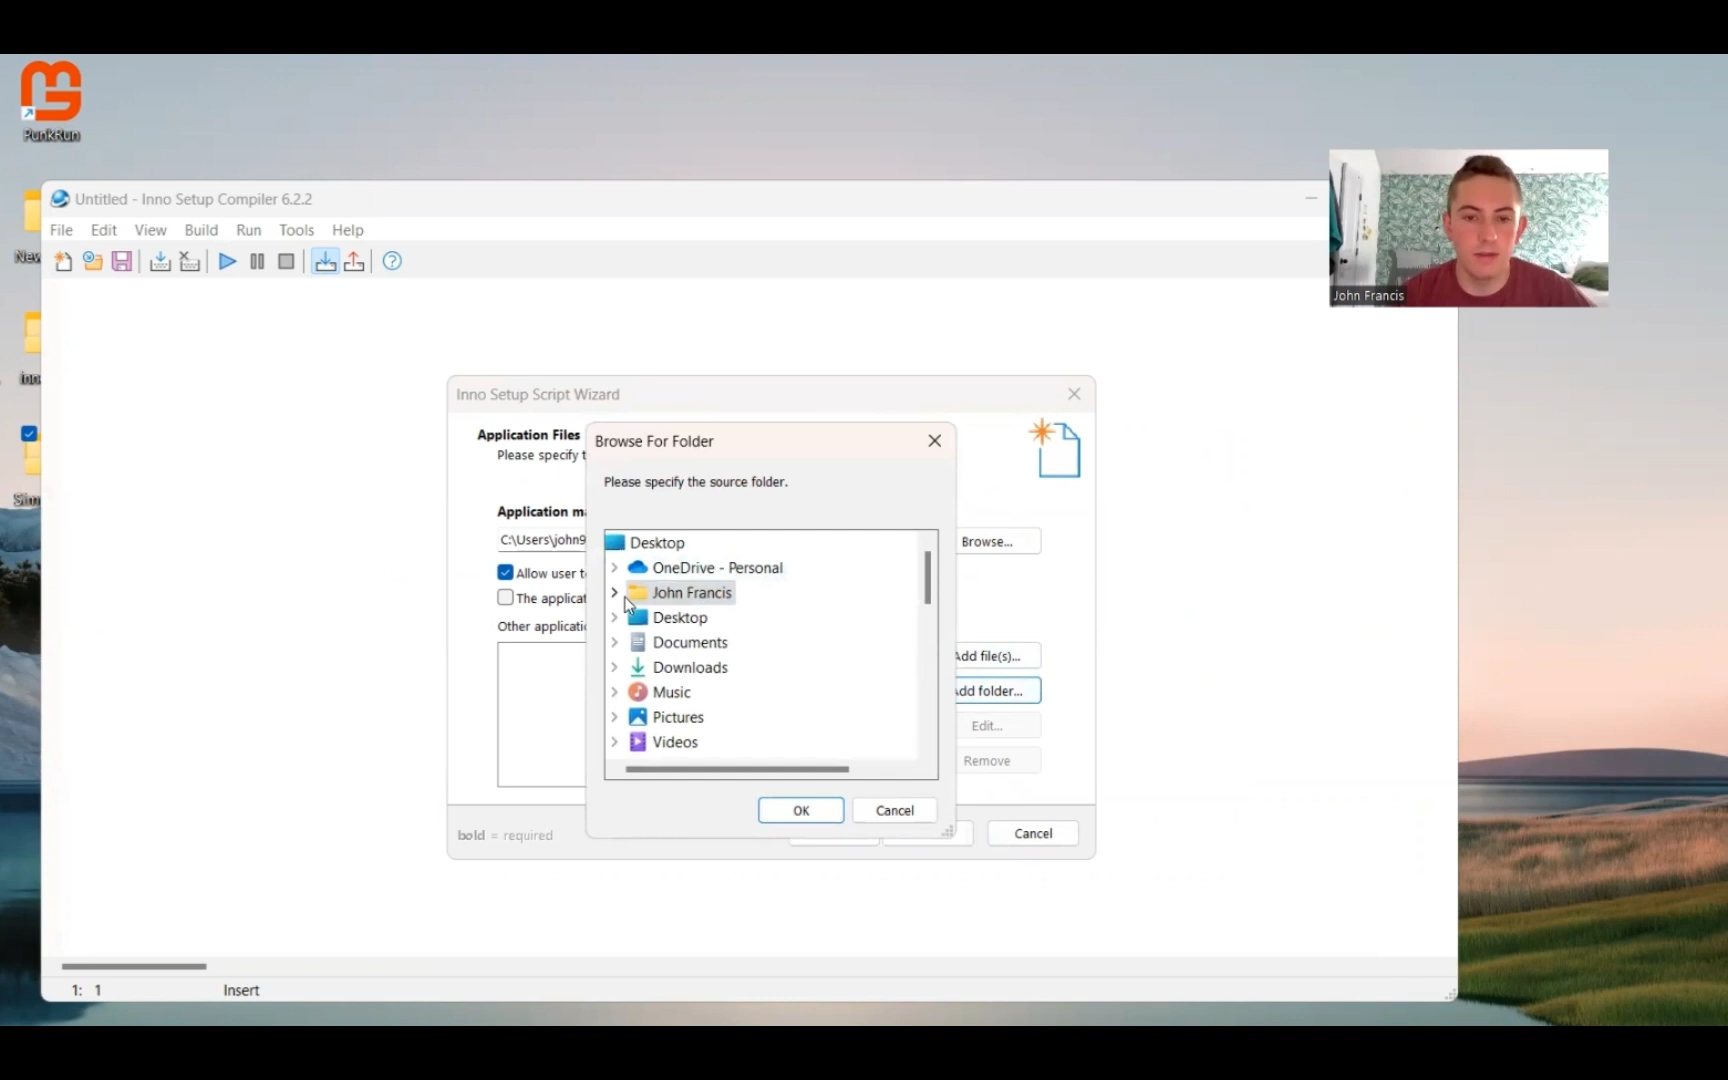 PunkRun
Untitled - Inno Setup Compiler 6.2.2
File Edit View Build Run Tools Help
John Francis
New
inn
Sim
Inno Setup Script Wizard
Application Files
Please specify t
Application ma
C:\Users\john9
Browse...
Allow user to
The applicat
Other applicatio
Add file(s)...
Add folder...
Edit...
Remove
bold = required
Cancel
Browse For Folder
Please specify the source folder.
Desktop
OneDrive - Personal
John Francis
Desktop
Documents
Downloads
Music
Pictures
Videos
OK
Cancel
1: 1
Insert